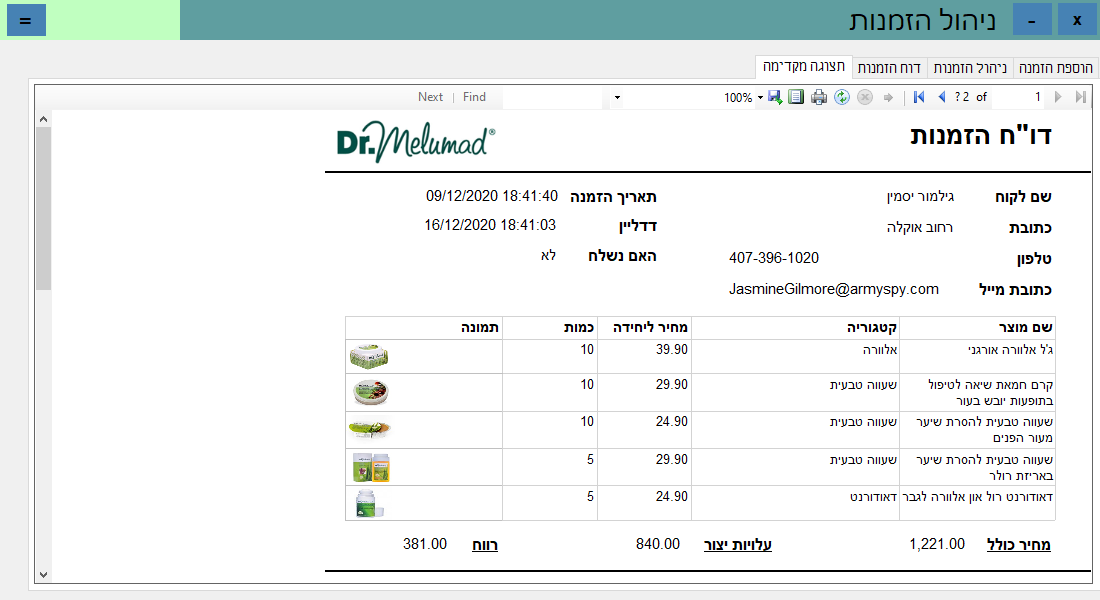 ניהול הזמנות
-
x
=
הוספת הזמנה
ניהול הזמנות
דוח הזמנות
תצוגה מקדימה
Next | Find
100%
? 2 of 1
דו"ח הזמנות
Dr. Melumad®
שם לקוח גילמור יסמין תאריך הזמנה 09/12/2020 18:41:40
כתובת רחוב אוקלה דדליין 16/12/2020 18:41:03
טלפון 407-396-1020 האם נשלח לא
כתובת מייל JasmineGilmore@armyspy.com
שם מוצר קטגוריה מחיר ליחידה כמות תמונה
ג'ל אלוורה אורגני אלוורה 39.90 10
קרם חמאת שיאה לטיפול שעווה טבעית 29.90 10
בתופעות יובש בעור
שעווה טבעית להסרת שיער שעווה טבעית 24.90 10
מעור הפנים
שעווה טבעית להסרת שיער שעווה טבעית 29.90 5
באריזת רולר
דאודורנט רול און אלוורה לגבר דאודורנט 24.90 5
מחיר כולל 1,221.00 עלויות יצור 840.00 רווח 381.00